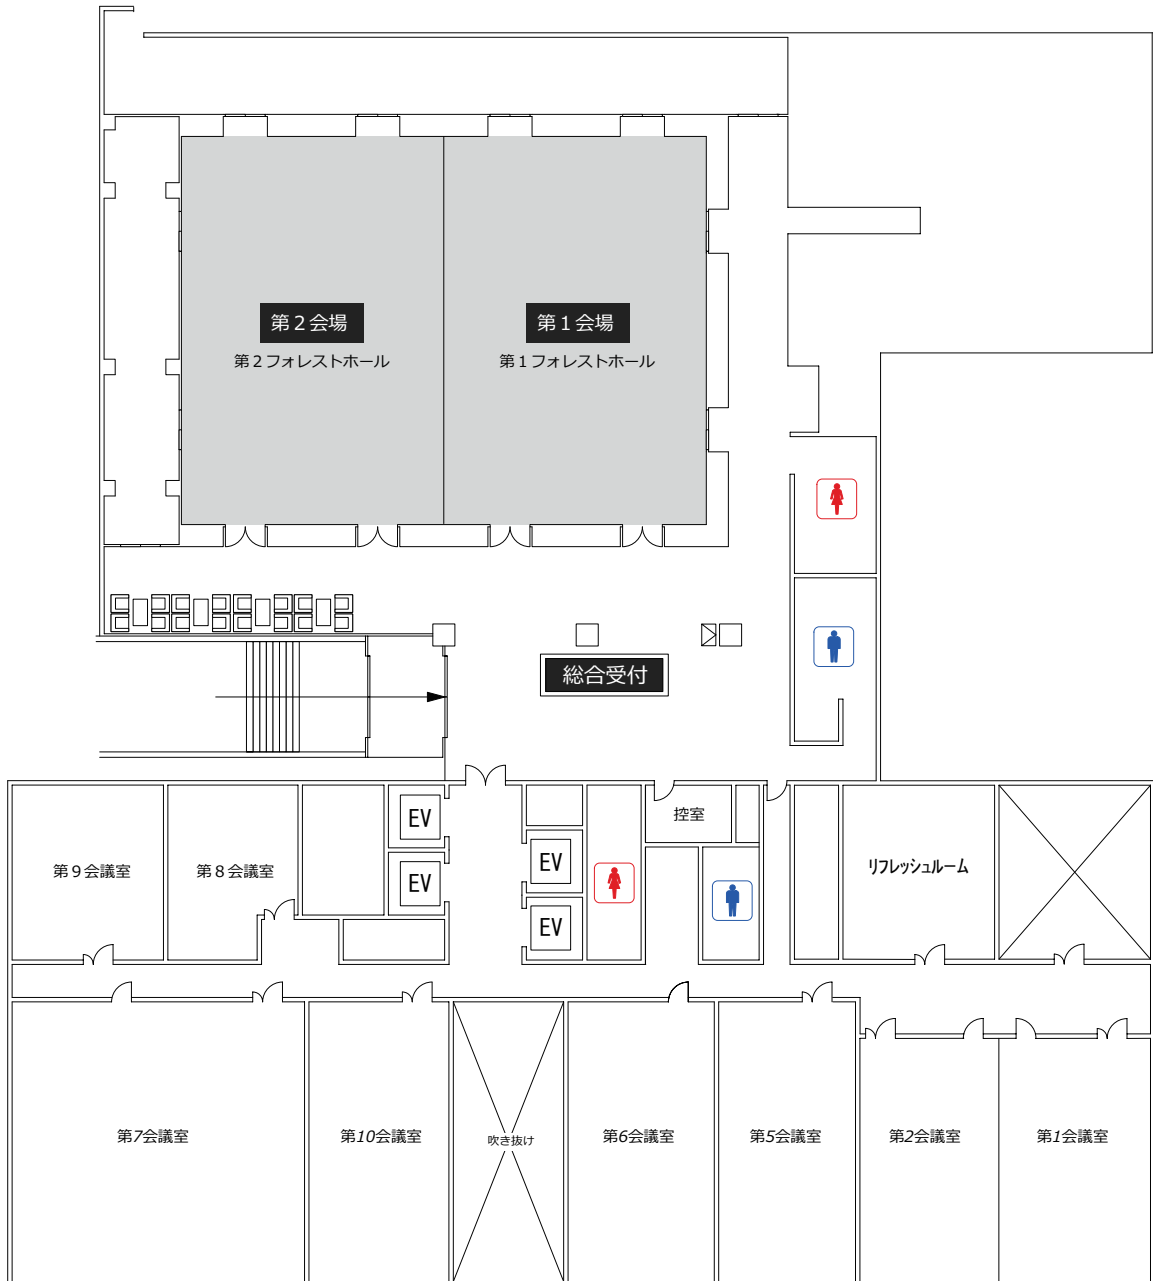 第２会場
第１会場
第２フォレストホール
第１フォレストホール
総合受付
EV
EV
EV
EV
控室
第９会議室
第８会議室
リフレッシュルーム
第7会議室
第10会議室
吹き抜け
第6会議室
第5会議室
第2会議室
第1会議室